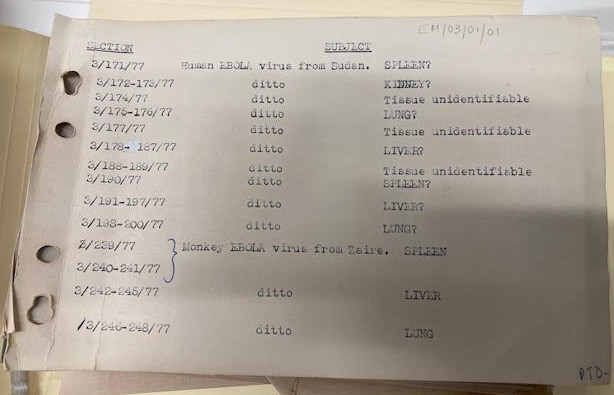 EM/03/01/01
SECTION SUBJECT
3/171/77 Human EBOLA virus from Sudan. SPLEEN?
3/172-173/77 ditto KIDNEY?
3/174/77 ditto Tissue unidentifiable
3/175-176/77 ditto LUNG?
3/177/77 ditto Tissue unidentifiable
3/178-187/77 ditto LIVER?
3/188-189/77 ditto Tissue unidentifiable
3/190/77 ditto SPLEEN?
3/191-197/77 ditto LIVER?
3/198-200/77 ditto LUNG?
3/239/77 Monkey EBOLA virus from Zaire. SPLEEN
3/240-241/77
3/242-245/77 ditto LIVER
3/246-248/77 ditto LUNG
PTO-